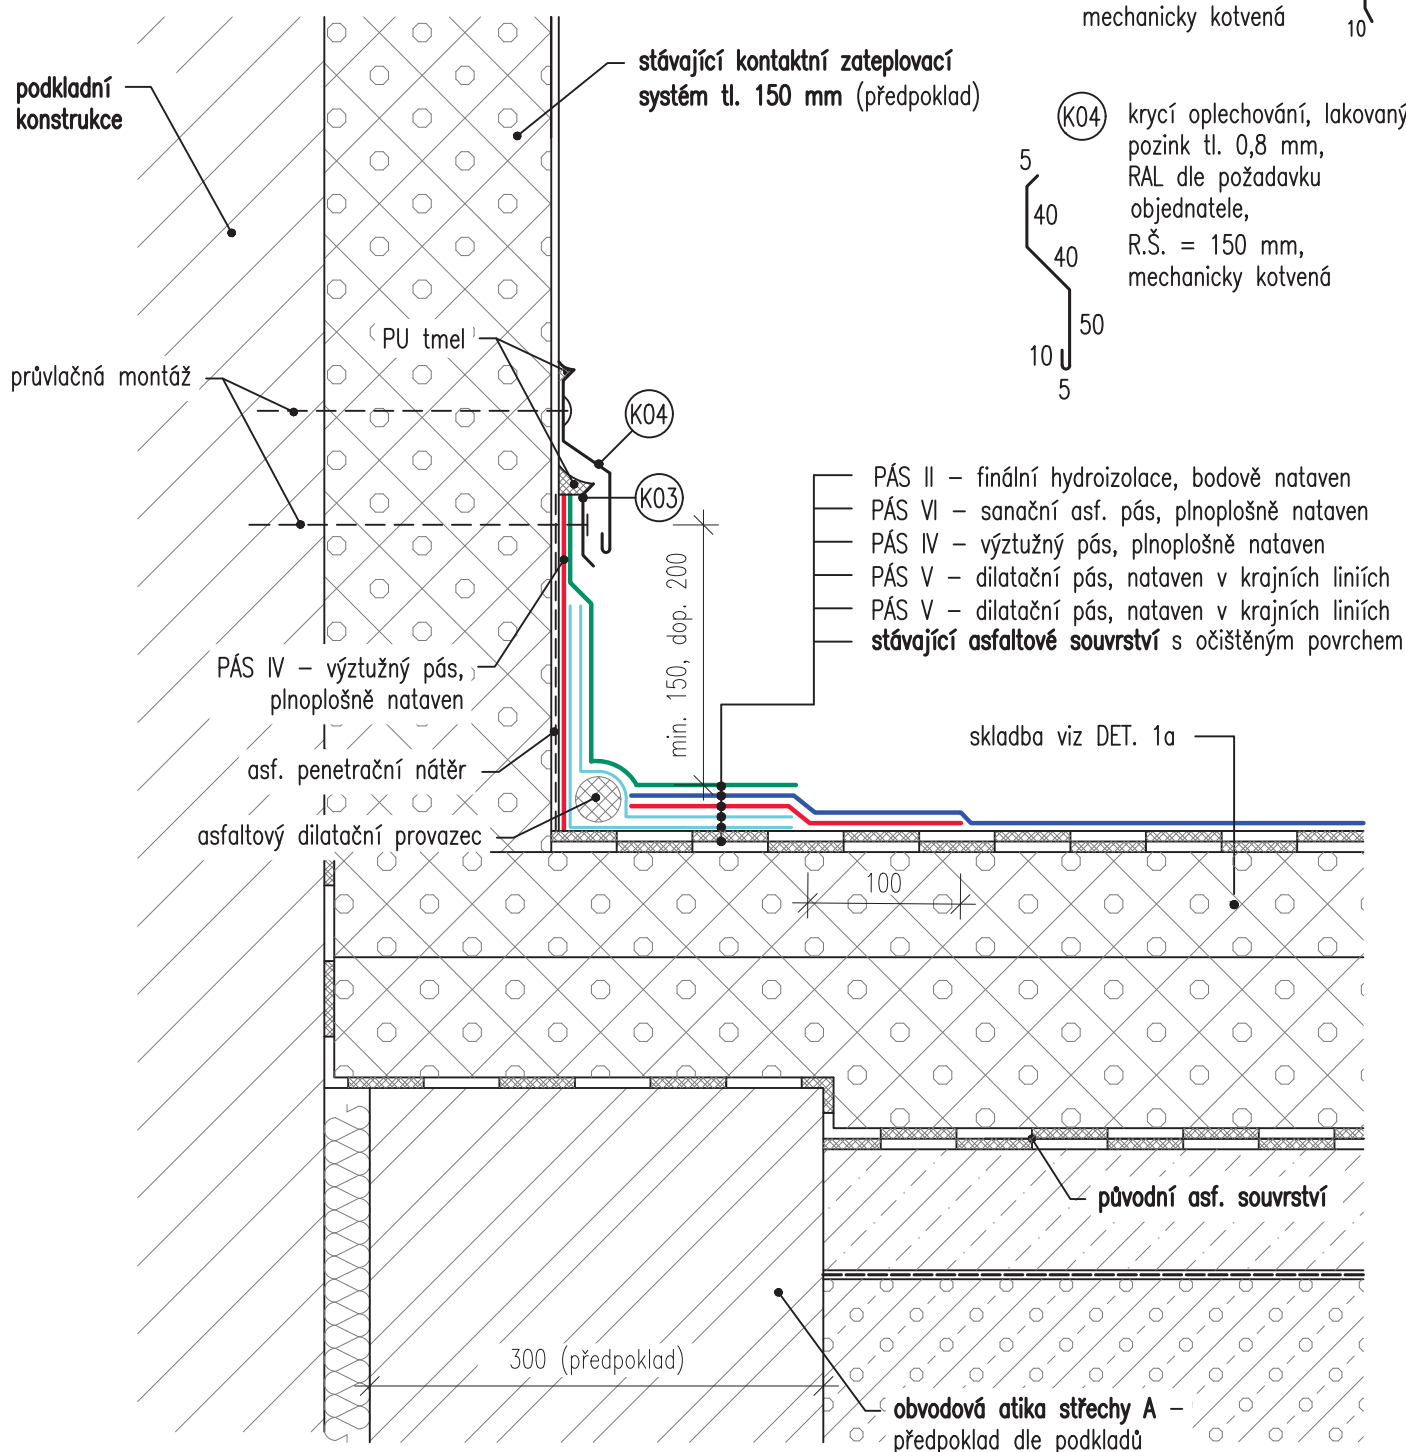 mechanicky kotvená
10
podkladní
konstrukce
stávající kontaktní zateplovací
systém tl. 150 mm (předpoklad)
K04
krycí oplechování, lakovaný
pozink tl. 0,8 mm,
RAL dle požadavku
objednatele,
R.Š. = 150 mm,
mechanicky kotvená
5
40
40
50
10
5
PU tmel
průvlačná montáž
K04
K03
PÁS II – finální hydroizolace, bodově nataven
PÁS VI – sanační asf. pás, plnoplošně nataven
PÁS IV – výztužný pás, plnoplošně nataven
PÁS V – dilatační pás, nataven v krajních liniích
PÁS V – dilatační pás, nataven v krajních liniích
stávající asfaltové souvrství s očištěným povrchem
min. 150, dop. 200
PÁS IV – výztužný pás,
plnoplošně nataven
skladba viz DET. 1a
asf. penetrační nátěr
asfaltový dilatační provazec
100
původní asf. souvrství
300 (předpoklad)
obvodová atika střechy A –
předpoklad dle podkladů